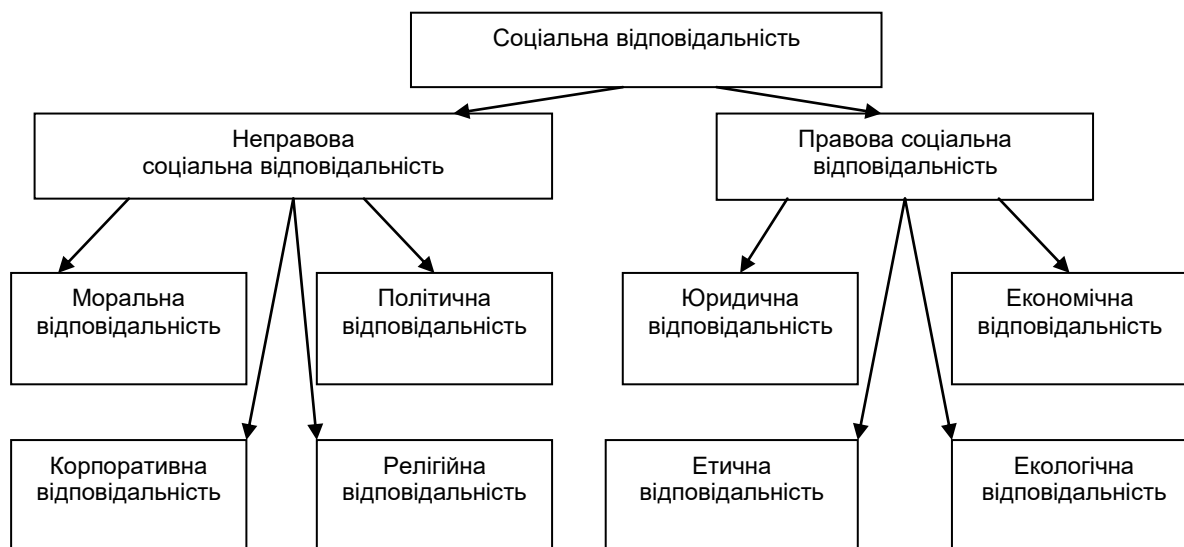 Соціальна відповідальність
Неправова
соціальна відповідальність
Правова соціальна
відповідальність
Моральна
відповідальність
Політична
відповідальність
Юридична
відповідальність
Економічна
відповідальність
Корпоративна
відповідальність
Релігійна
відповідальність
Етична
відповідальність
Екологічна
відповідальність